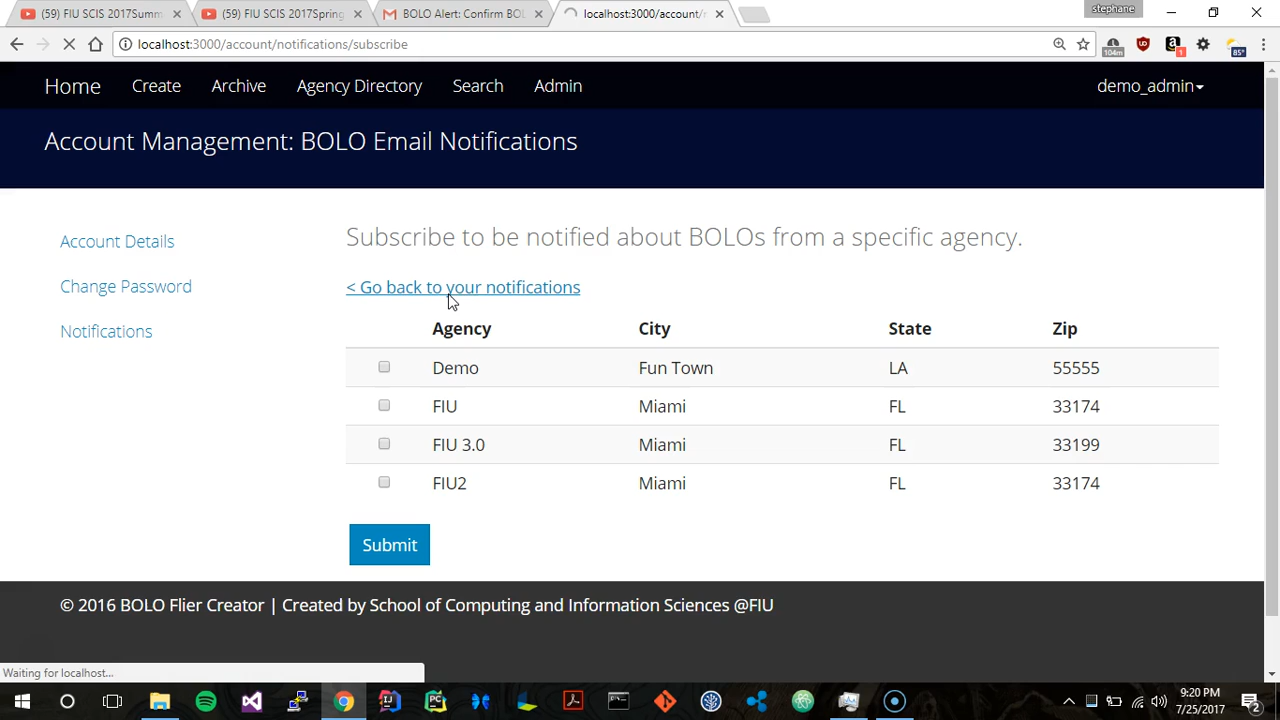 stephane
(59) FIU SCIS 2017Summ
(59) FIU SCIS 2017Spring
BOLO Alert: Confirm BOL
localhost:3000/account/
localhost:3000/account/notifications/subscribe
104m
1
85°
Home Create Archive Agency Directory Search Admin demo_admin
Account Management: BOLO Email Notifications
Account Details
Change Password
Notifications
Subscribe to be notified about BOLOs from a specific agency.
< Go back to your notifications
Agency City State Zip
Demo Fun Town LA 55555
FIU Miami FL 33174
FIU 3.0 Miami FL 33199
FIU2 Miami FL 33174
Submit
© 2016 BOLO Flier Creator | Created by School of Computing and Information Sciences @FIU
Waiting for localhost...
9:20 PM
7/25/2017
2